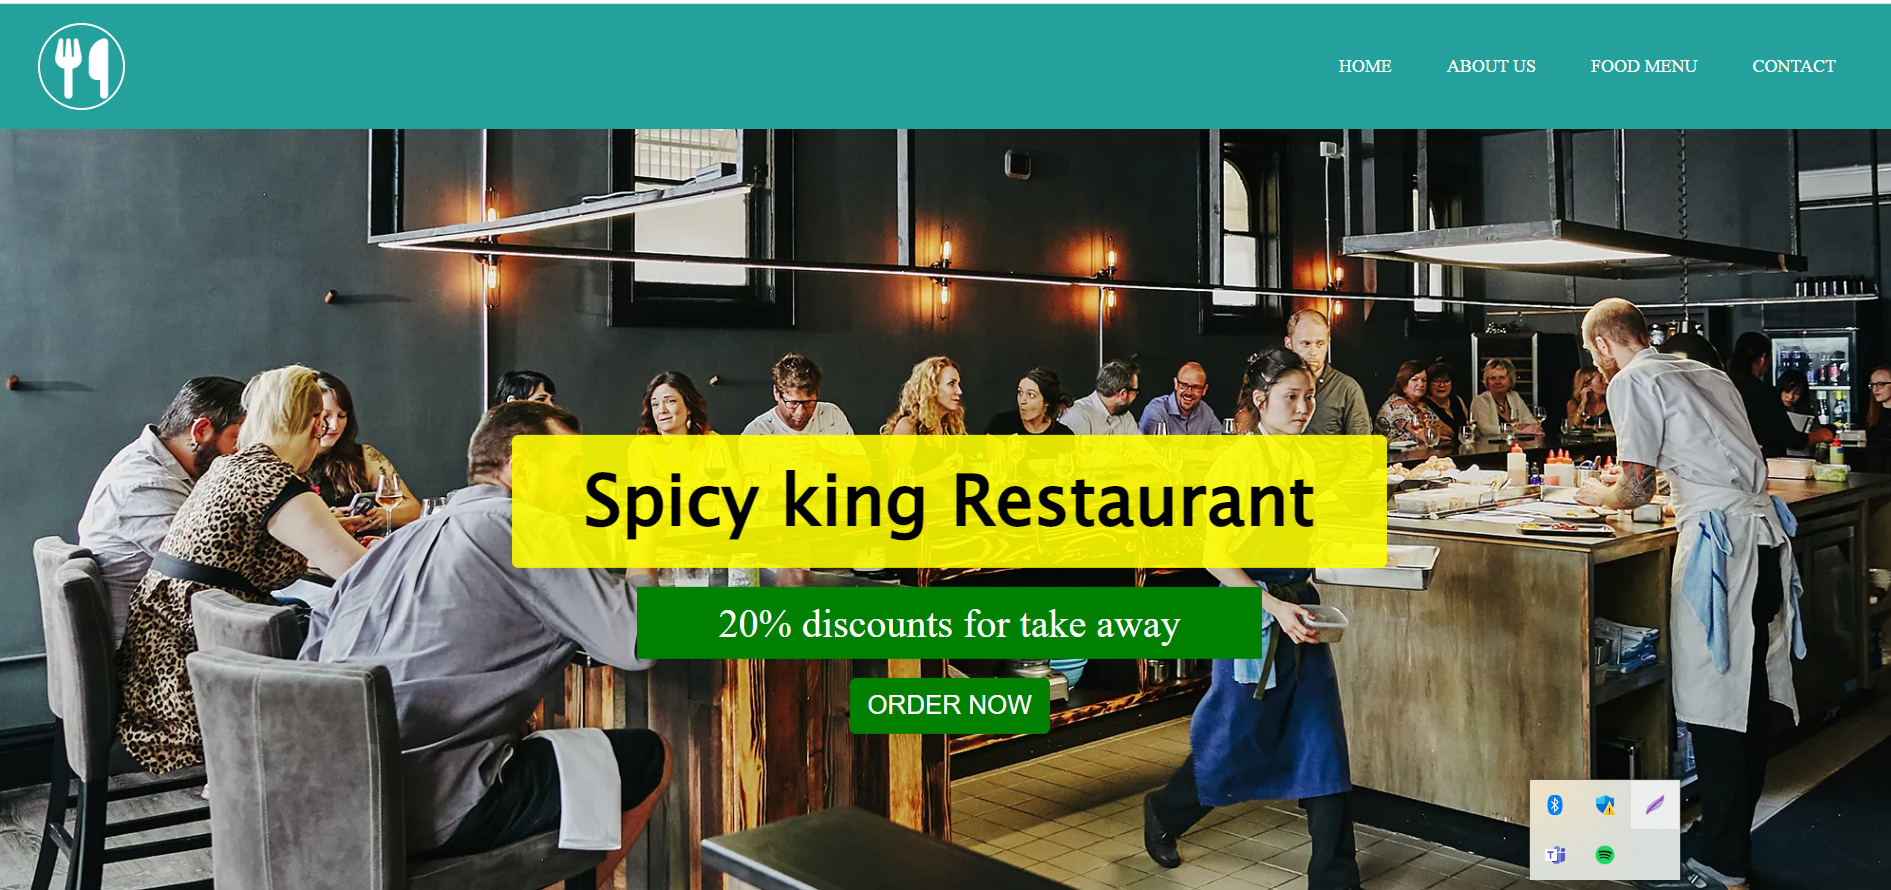 HOME ABOUT US FOOD MENU CONTACT
Spicy king Restaurant
20% discounts for take away
ORDER NOW